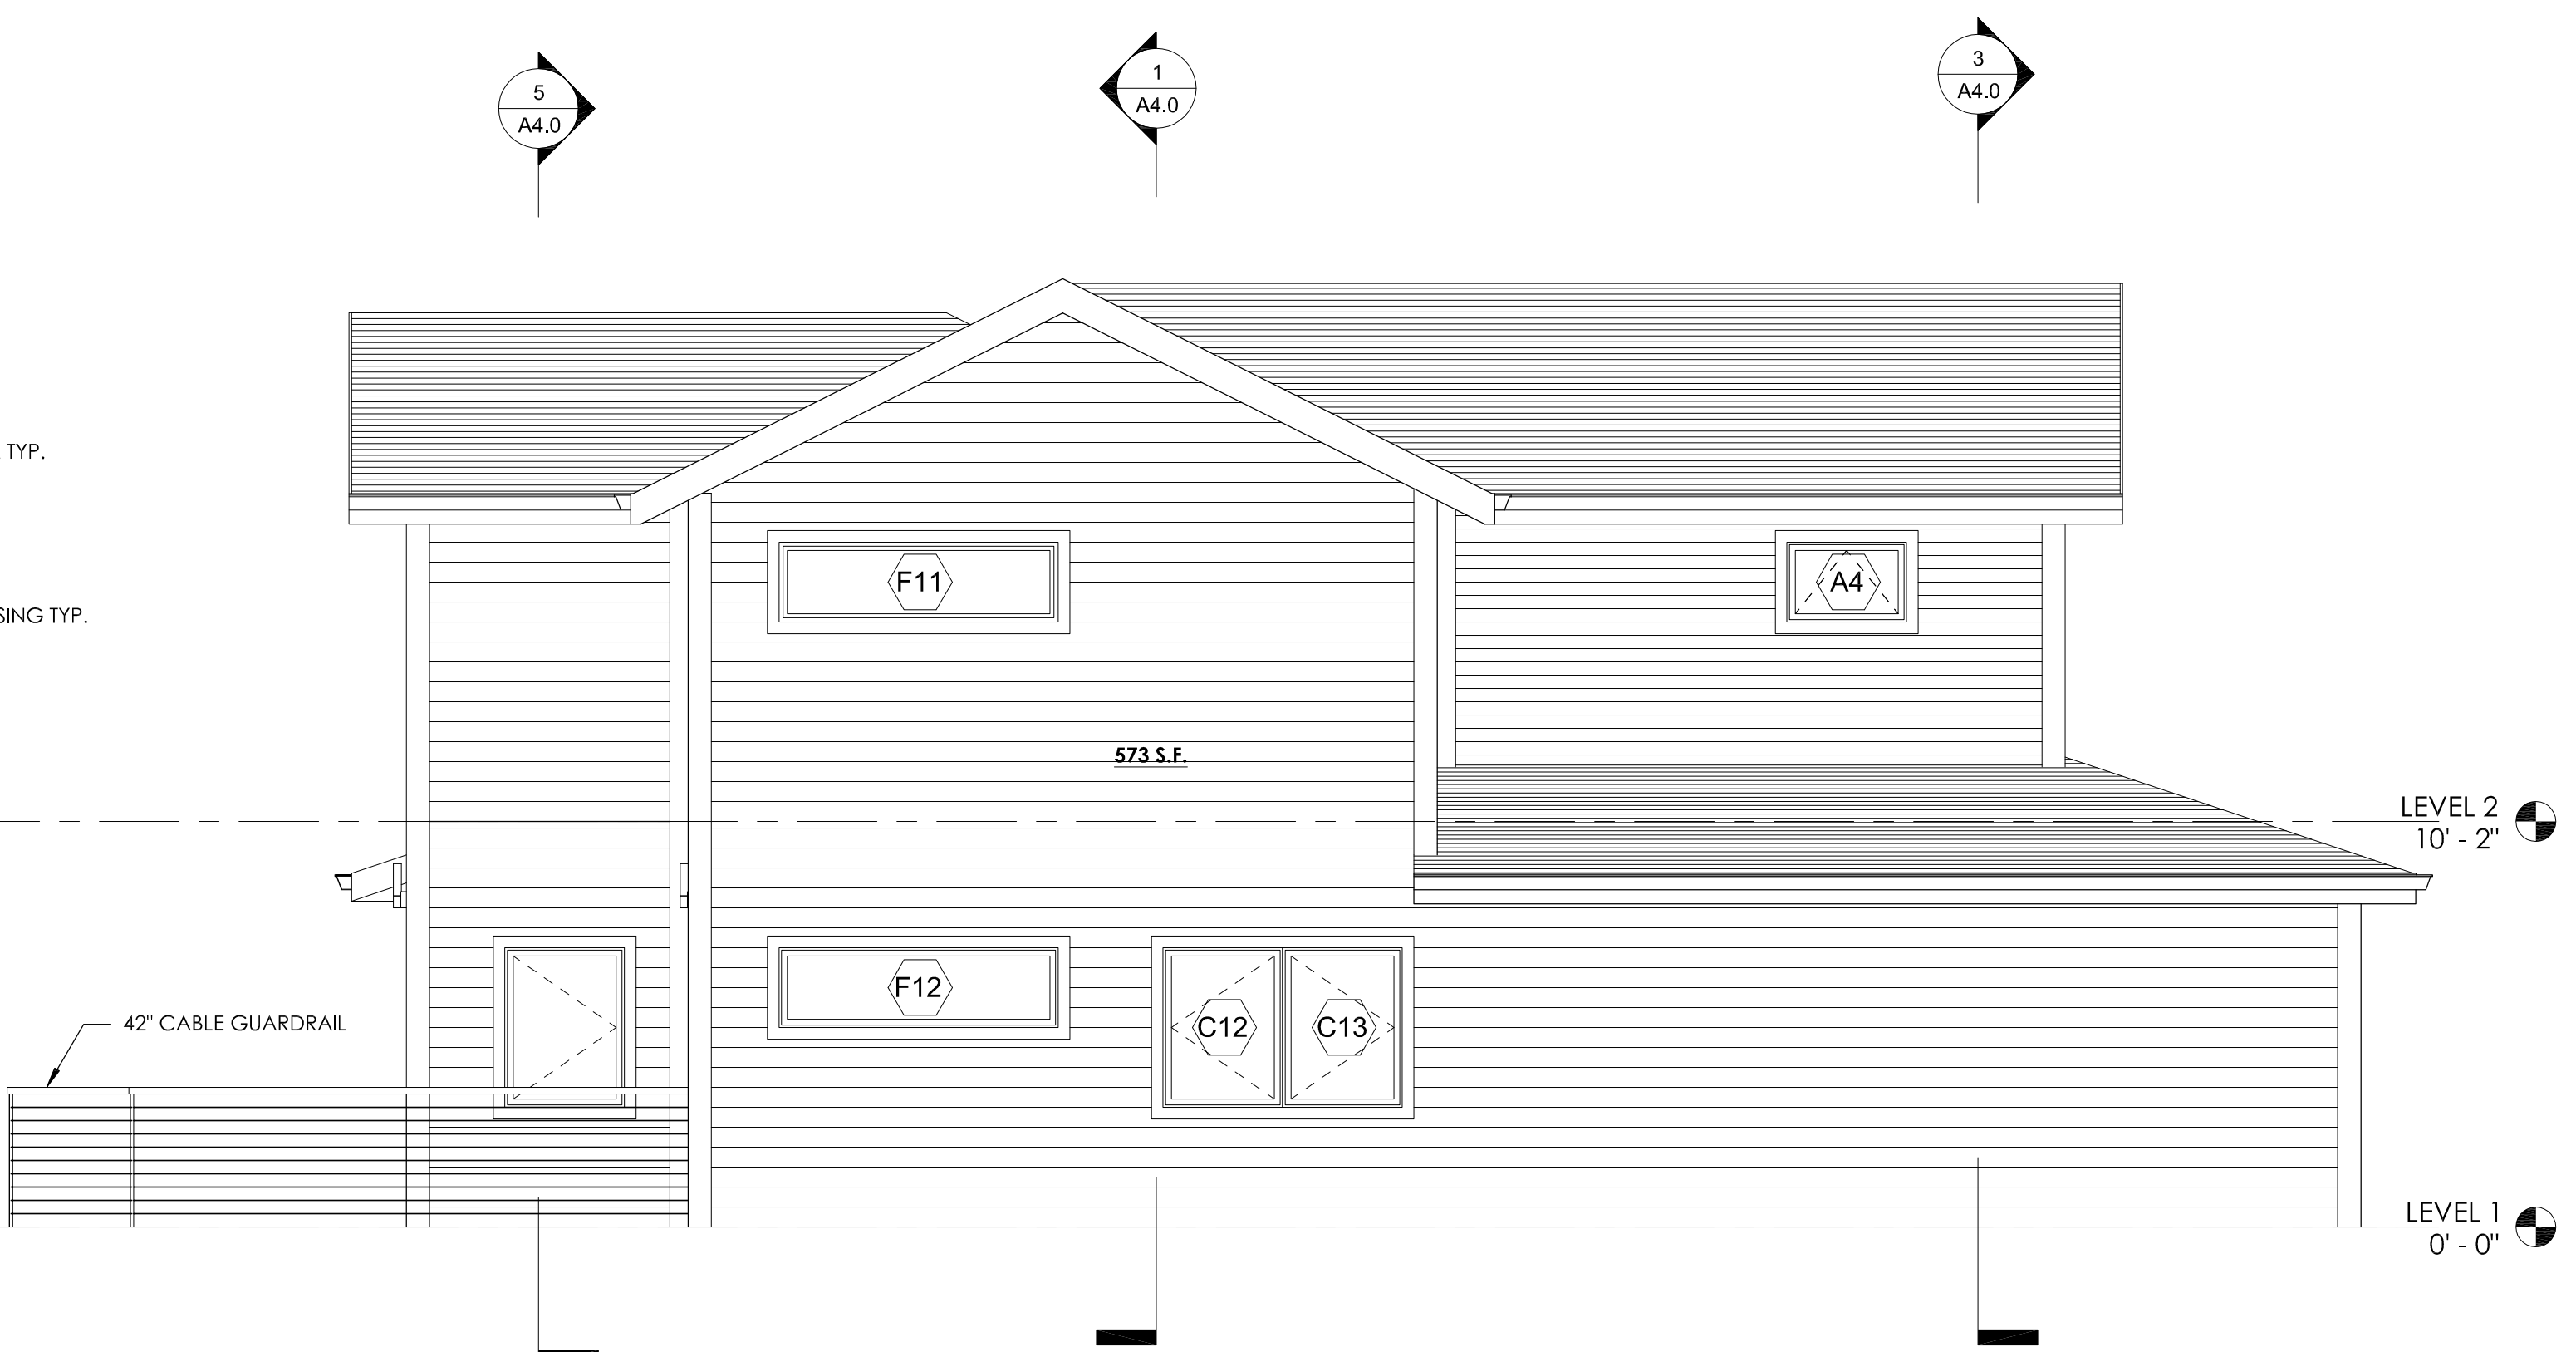 5
A4.0
1
A4.0
3
A4.0
TYP.
SING TYP.
F11
A4
573 S.F.
LEVEL 2
10' - 2"
F12
C12
C13
42" CABLE GUARDRAIL
LEVEL 1
0' - 0"